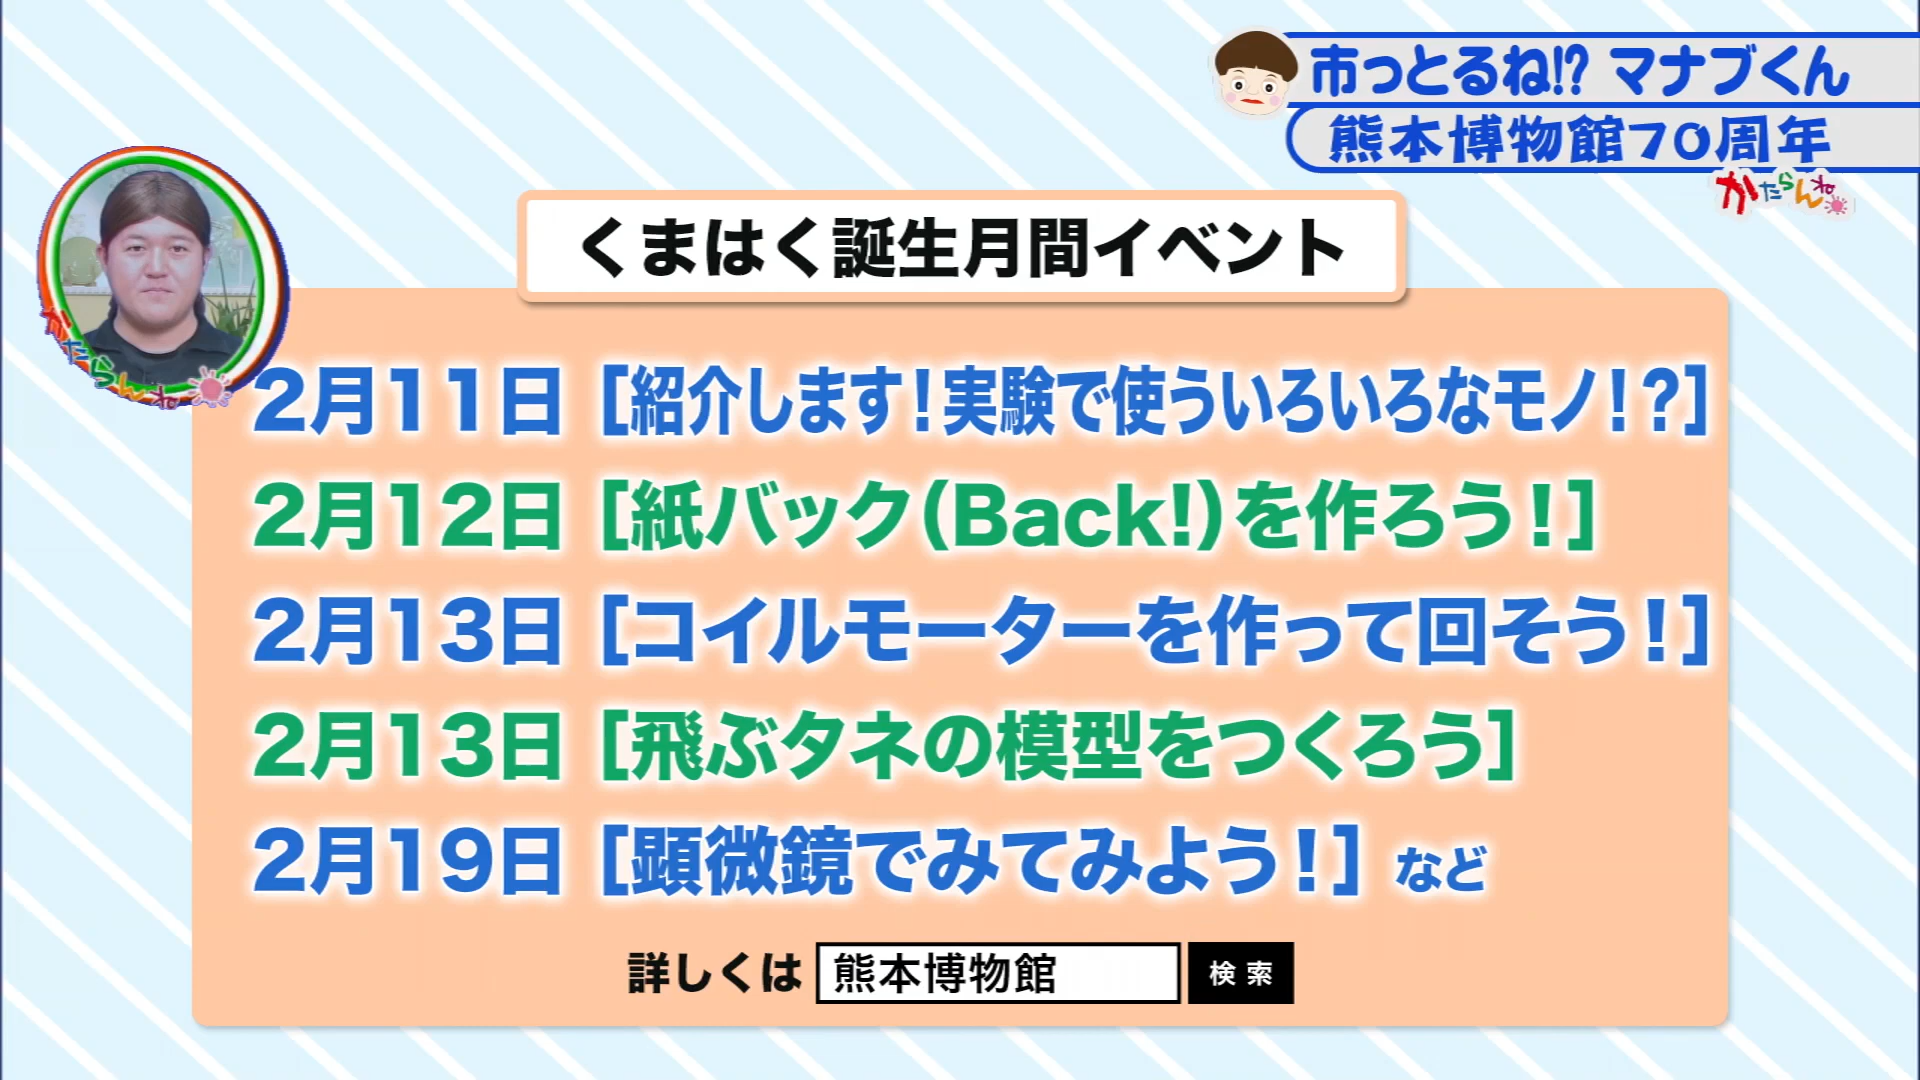 市っとるね!? マナブくん
熊本博物館70周年
かたらんね
かたらんね
くまはく誕生月間イベント
2月11日［紹介します！実験で使ういろいろなモノ！？］
2月12日［紙バック（Back!）を作ろう！］
2月13日［コイルモーターを作って回そう！］
2月13日［飛ぶタネの模型をつくろう］
2月19日［顕微鏡でみてみよう！］など
詳しくは 熊本博物館 検索